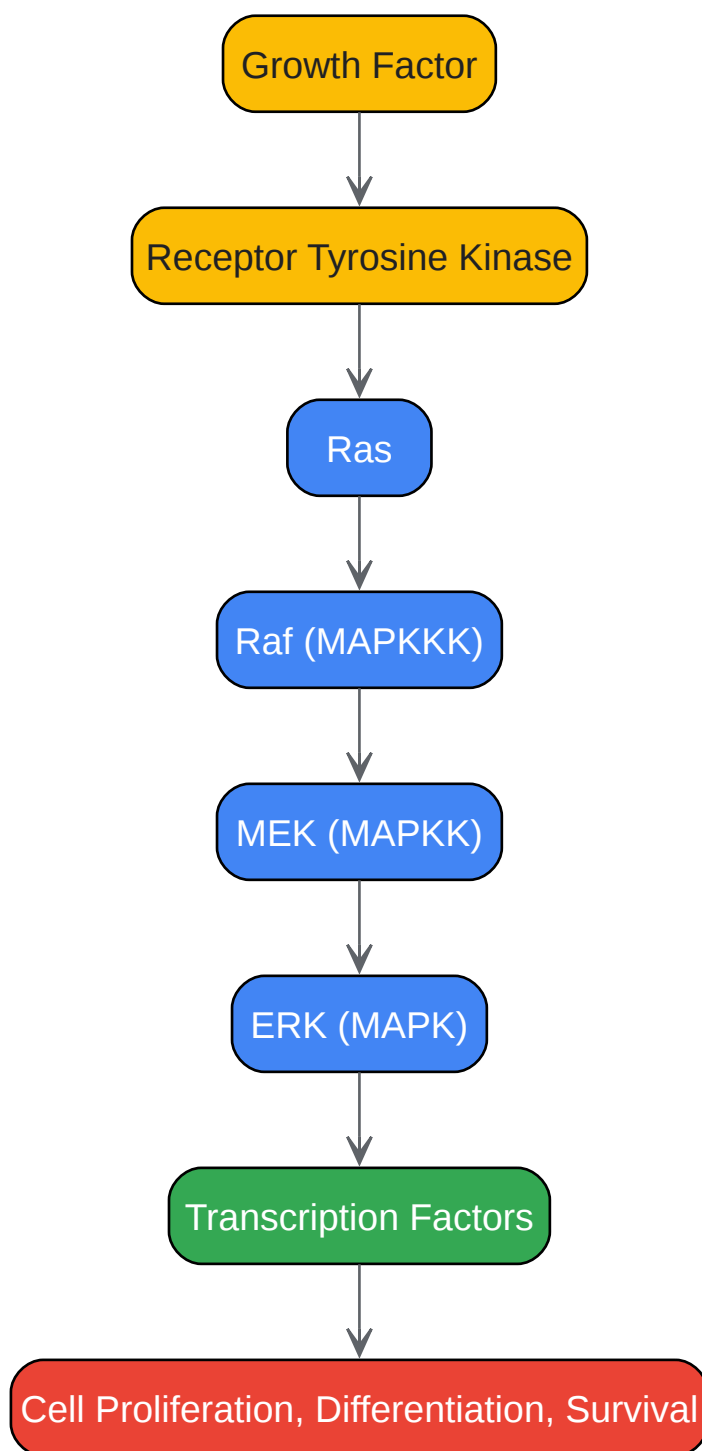 Growth Factor
Receptor Tyrosine Kinase
Ras
Raf (MAPKKK)
MEK (MAPKK)
ERK (MAPK)
Transcription Factors
Cell Proliferation, Differentiation, Survival